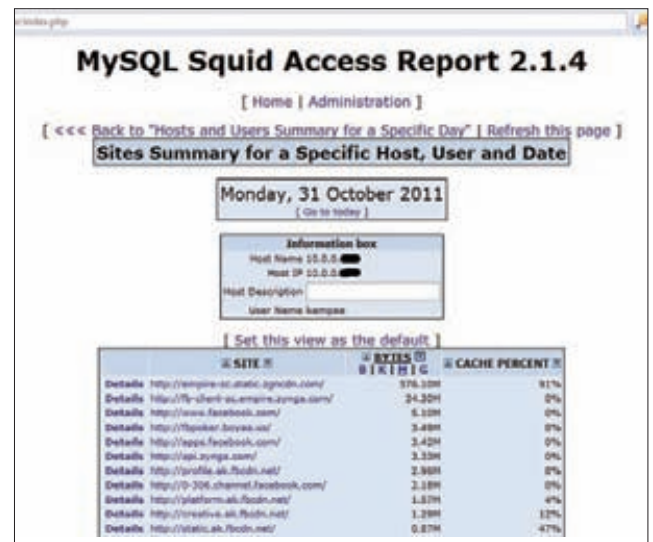 index.php
MySQL Squid Access Report 2.1.4
[ Home | Administration ]
[ <<< Back to "Hosts and Users Summary for a Specific Day" | Refresh this page ]
Sites Summary for a Specific Host, User and Date
Monday, 31 October 2011
[ Go to today ]
Information box
Host Name 10.0.0.
Host IP 10.0.0.
Host Description
User Name kampee
[ Set this view as the default ]
SITE BYTES CACHE PERCENT
B | K | M | G
Details http://empire-sc.static.zgncdn.com/ 576.10M 91%
Details http://fb-client-sc.empire.zynga.com/ 24.20M 0%
Details http://www.facebook.com/ 5.10M 0%
Details http://fbpoker.boyaa.us/ 3.49M 0%
Details http://apps.facebook.com/ 3.42M 0%
Details http://api.zynga.com/ 3.33M 0%
Details http://profile.ak.fbcdn.net/ 2.96M 0%
Details http://0-306.channel.facebook.com/ 2.18M 0%
Details http://platform.ak.fbcdn.net/ 1.57M 4%
Details http://creative.ak.fbcdn.net/ 1.29M 12%
Details http://static.ak.fbcdn.net/ 0.87M 47%